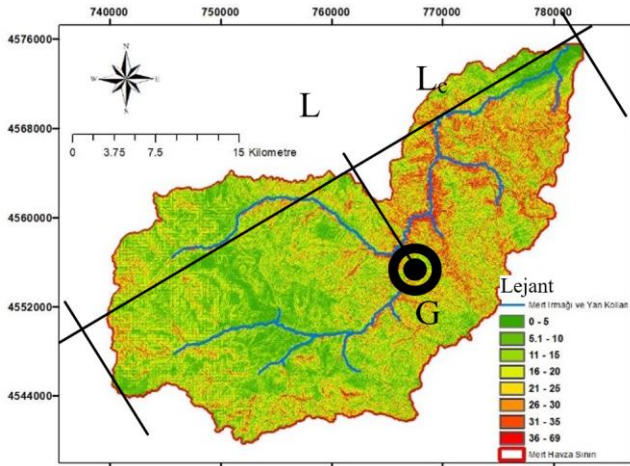 740000 750000 760000 770000 780000
4576000
4568000
4560000
4552000
4544000
N
W E
S
0 3.75 7.5 15 Kilometre
L
Lc
G
Lejant
Mert Irmağı ve Yan Kolları
0 - 5
5.1 - 10
11 - 15
16 - 20
21 - 25
26 - 30
31 - 35
36 - 69
Mert Havza Sınırı